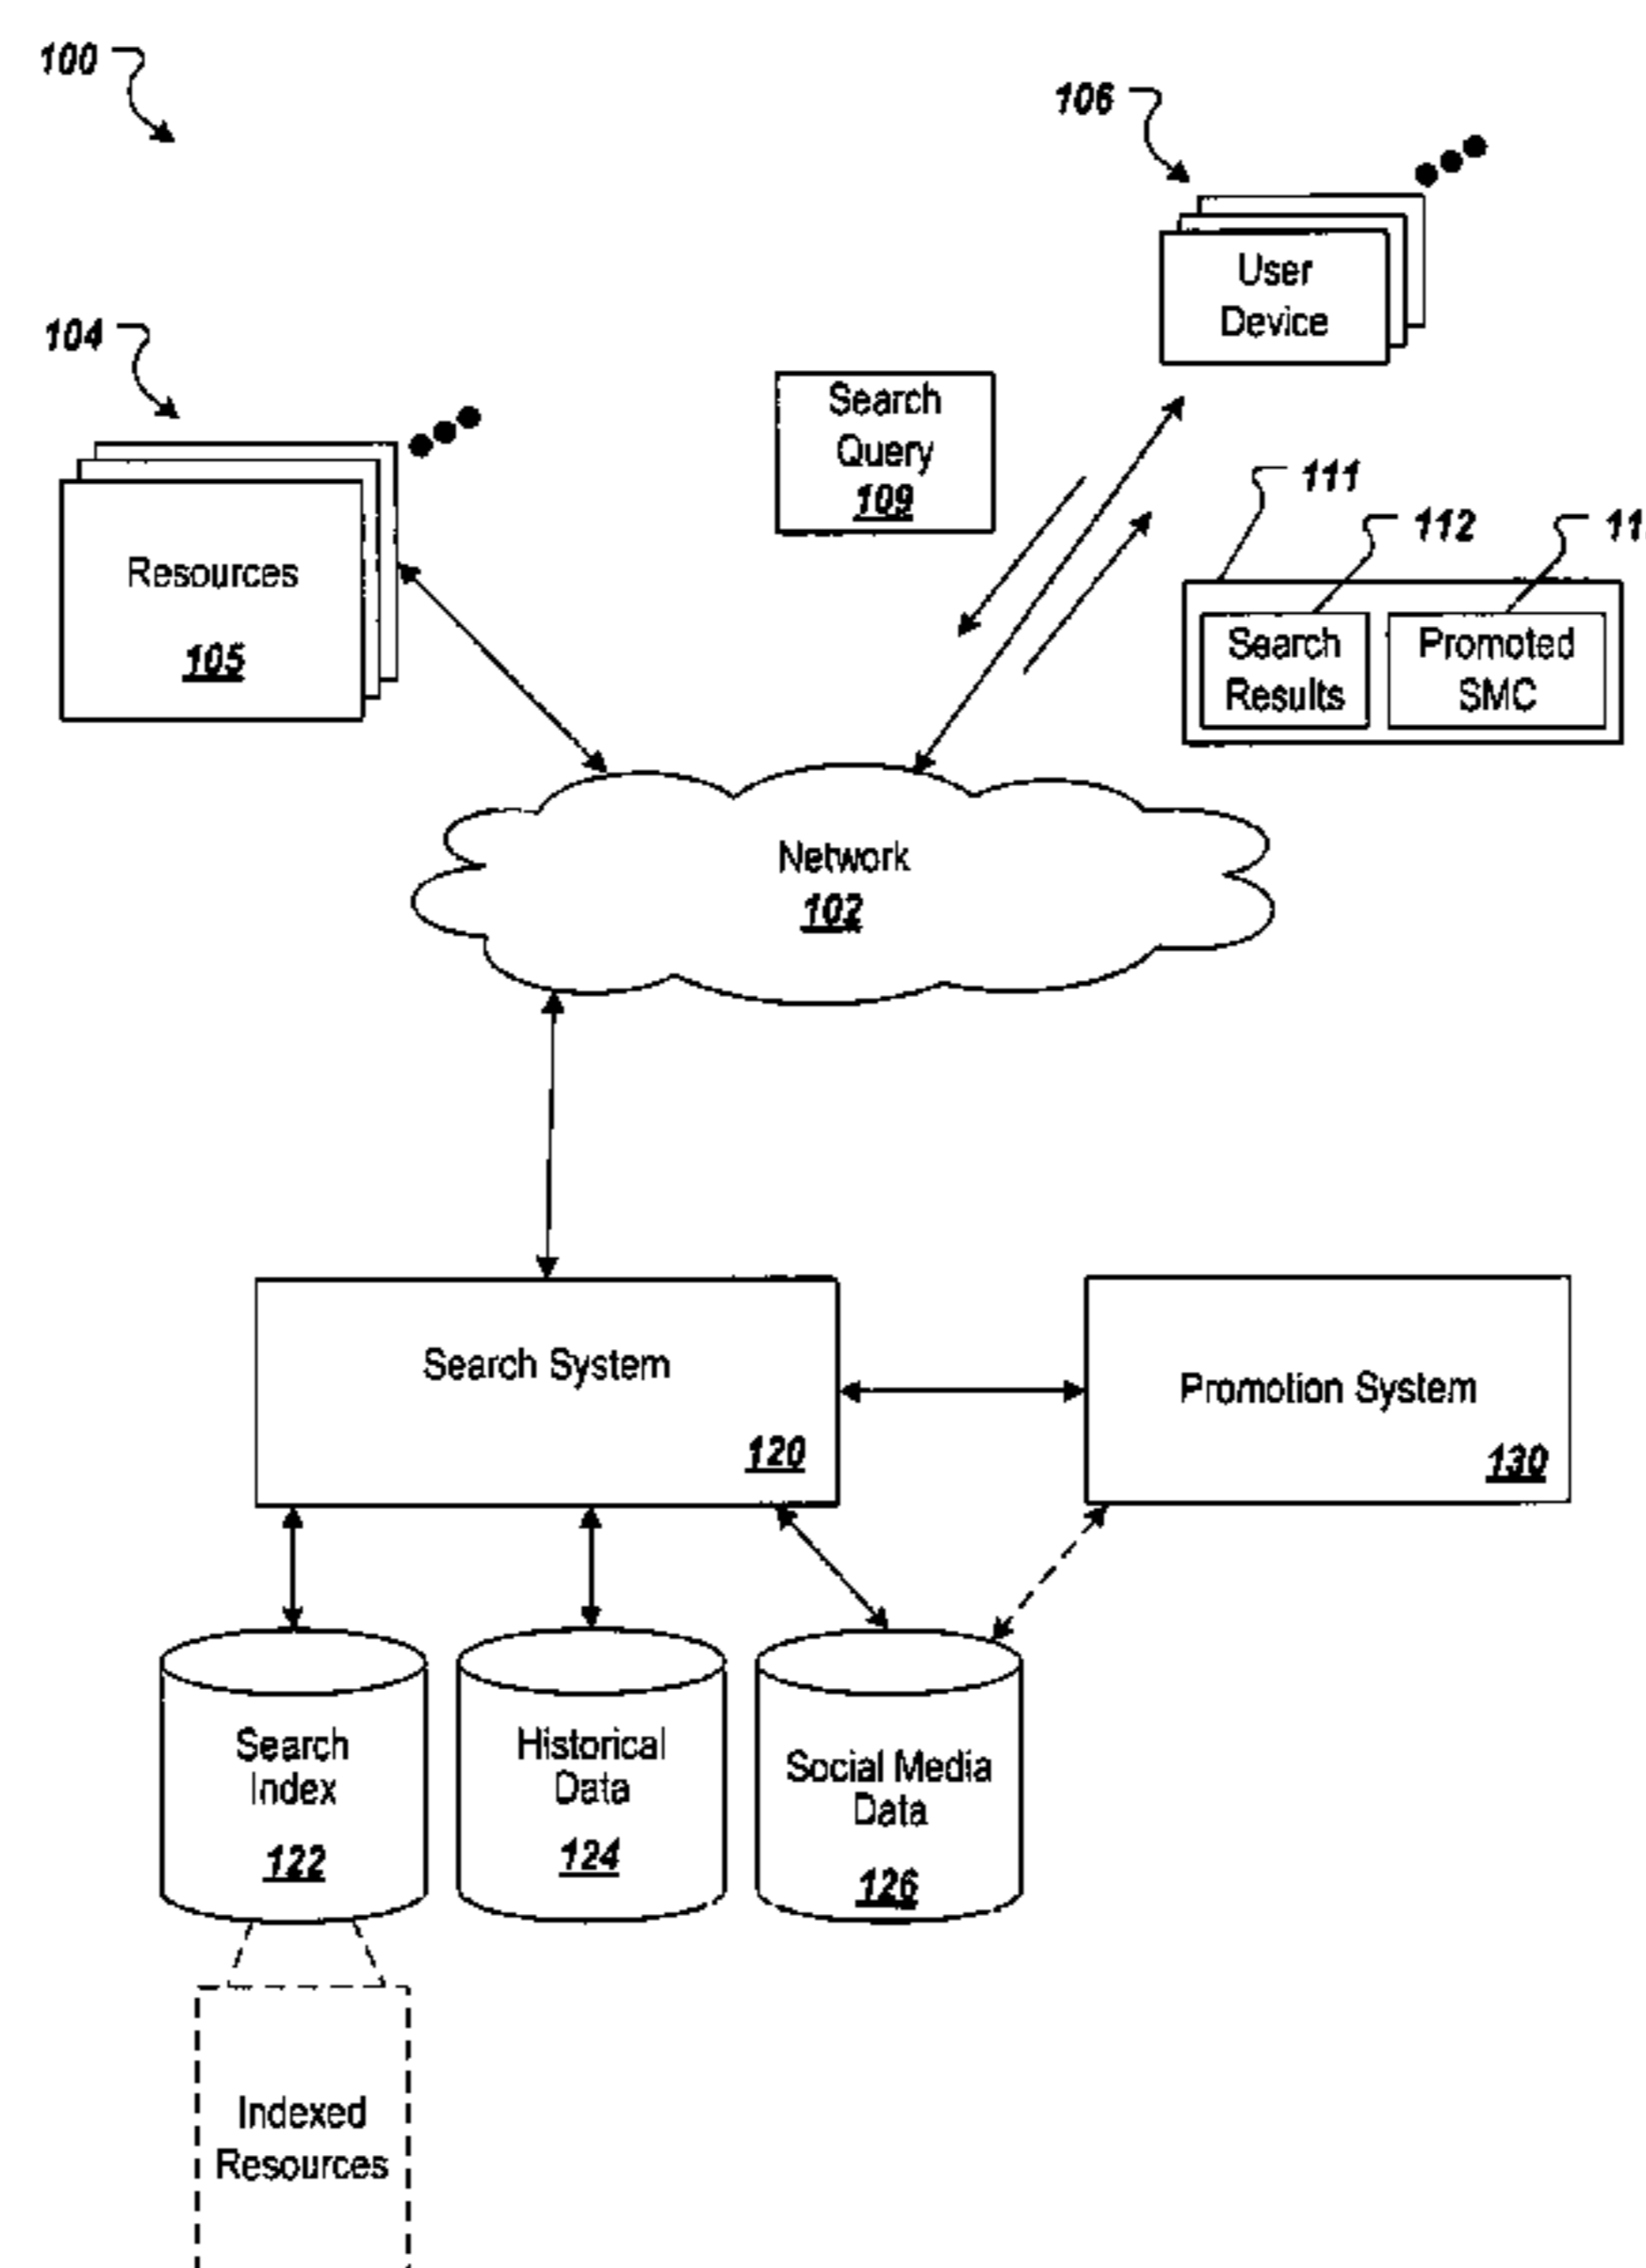 100
106
User
Device
104
Search
Query
109
111
112
Resources
105
Search
Results
Promoted
SMC
Network
102
Search System
120
Promotion System
130
Search
Index
122
Historical
Data
124
Social Media
Data
126
Indexed
Resources